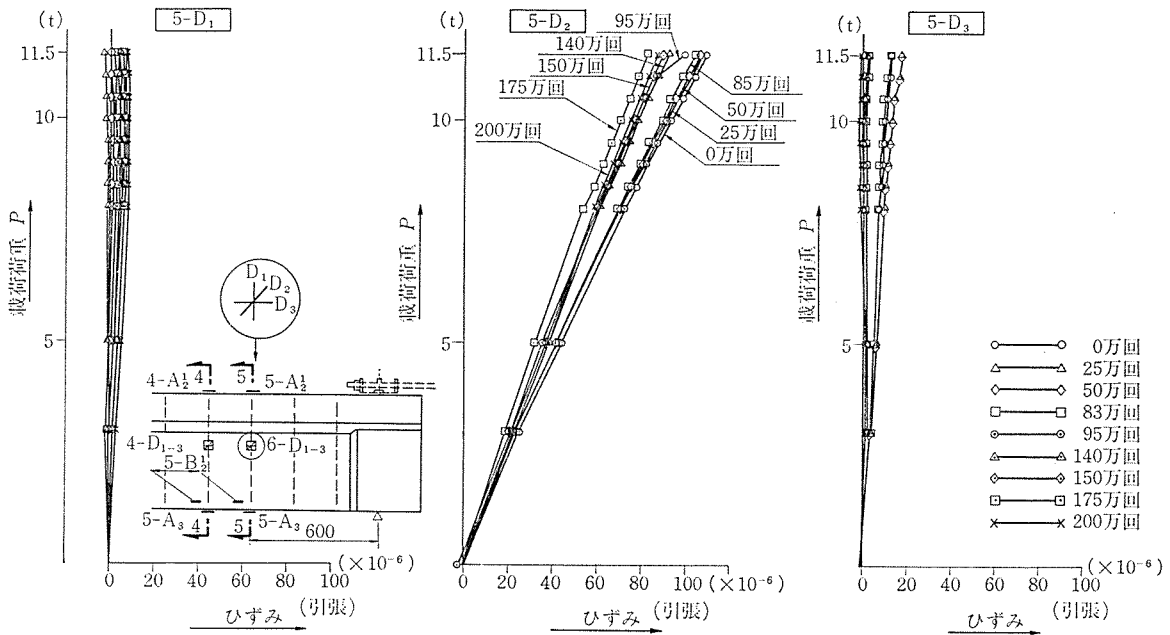 (t)
5-D₁
11.5
10
5
0
載荷荷重 P
0 20 40 60 80 100 (×10⁻⁶)
ひずみ (引張)
D₁
D₂
D₃
4-A½ 4 5 5-A½
4-D₁₋₃ 6-D₁₋₃
5-B½
5-A₃ 4 5 5-A₃
600
(t)
5-D₂
95万回
11.5
140万回
150万回
175万回
200万回
85万回
50万回
25万回
0万回
10
5
載荷荷重 P
0 20 40 60 80 100 (×10⁻⁶)
ひずみ (引張)
(t)
5-D₃
11.5
10
5
載荷荷重 P
0 20 40 60 100
(×10⁻⁶)
ひずみ (引張)
0万回
25万回
50万回
83万回
95万回
140万回
150万回
175万回
200万回